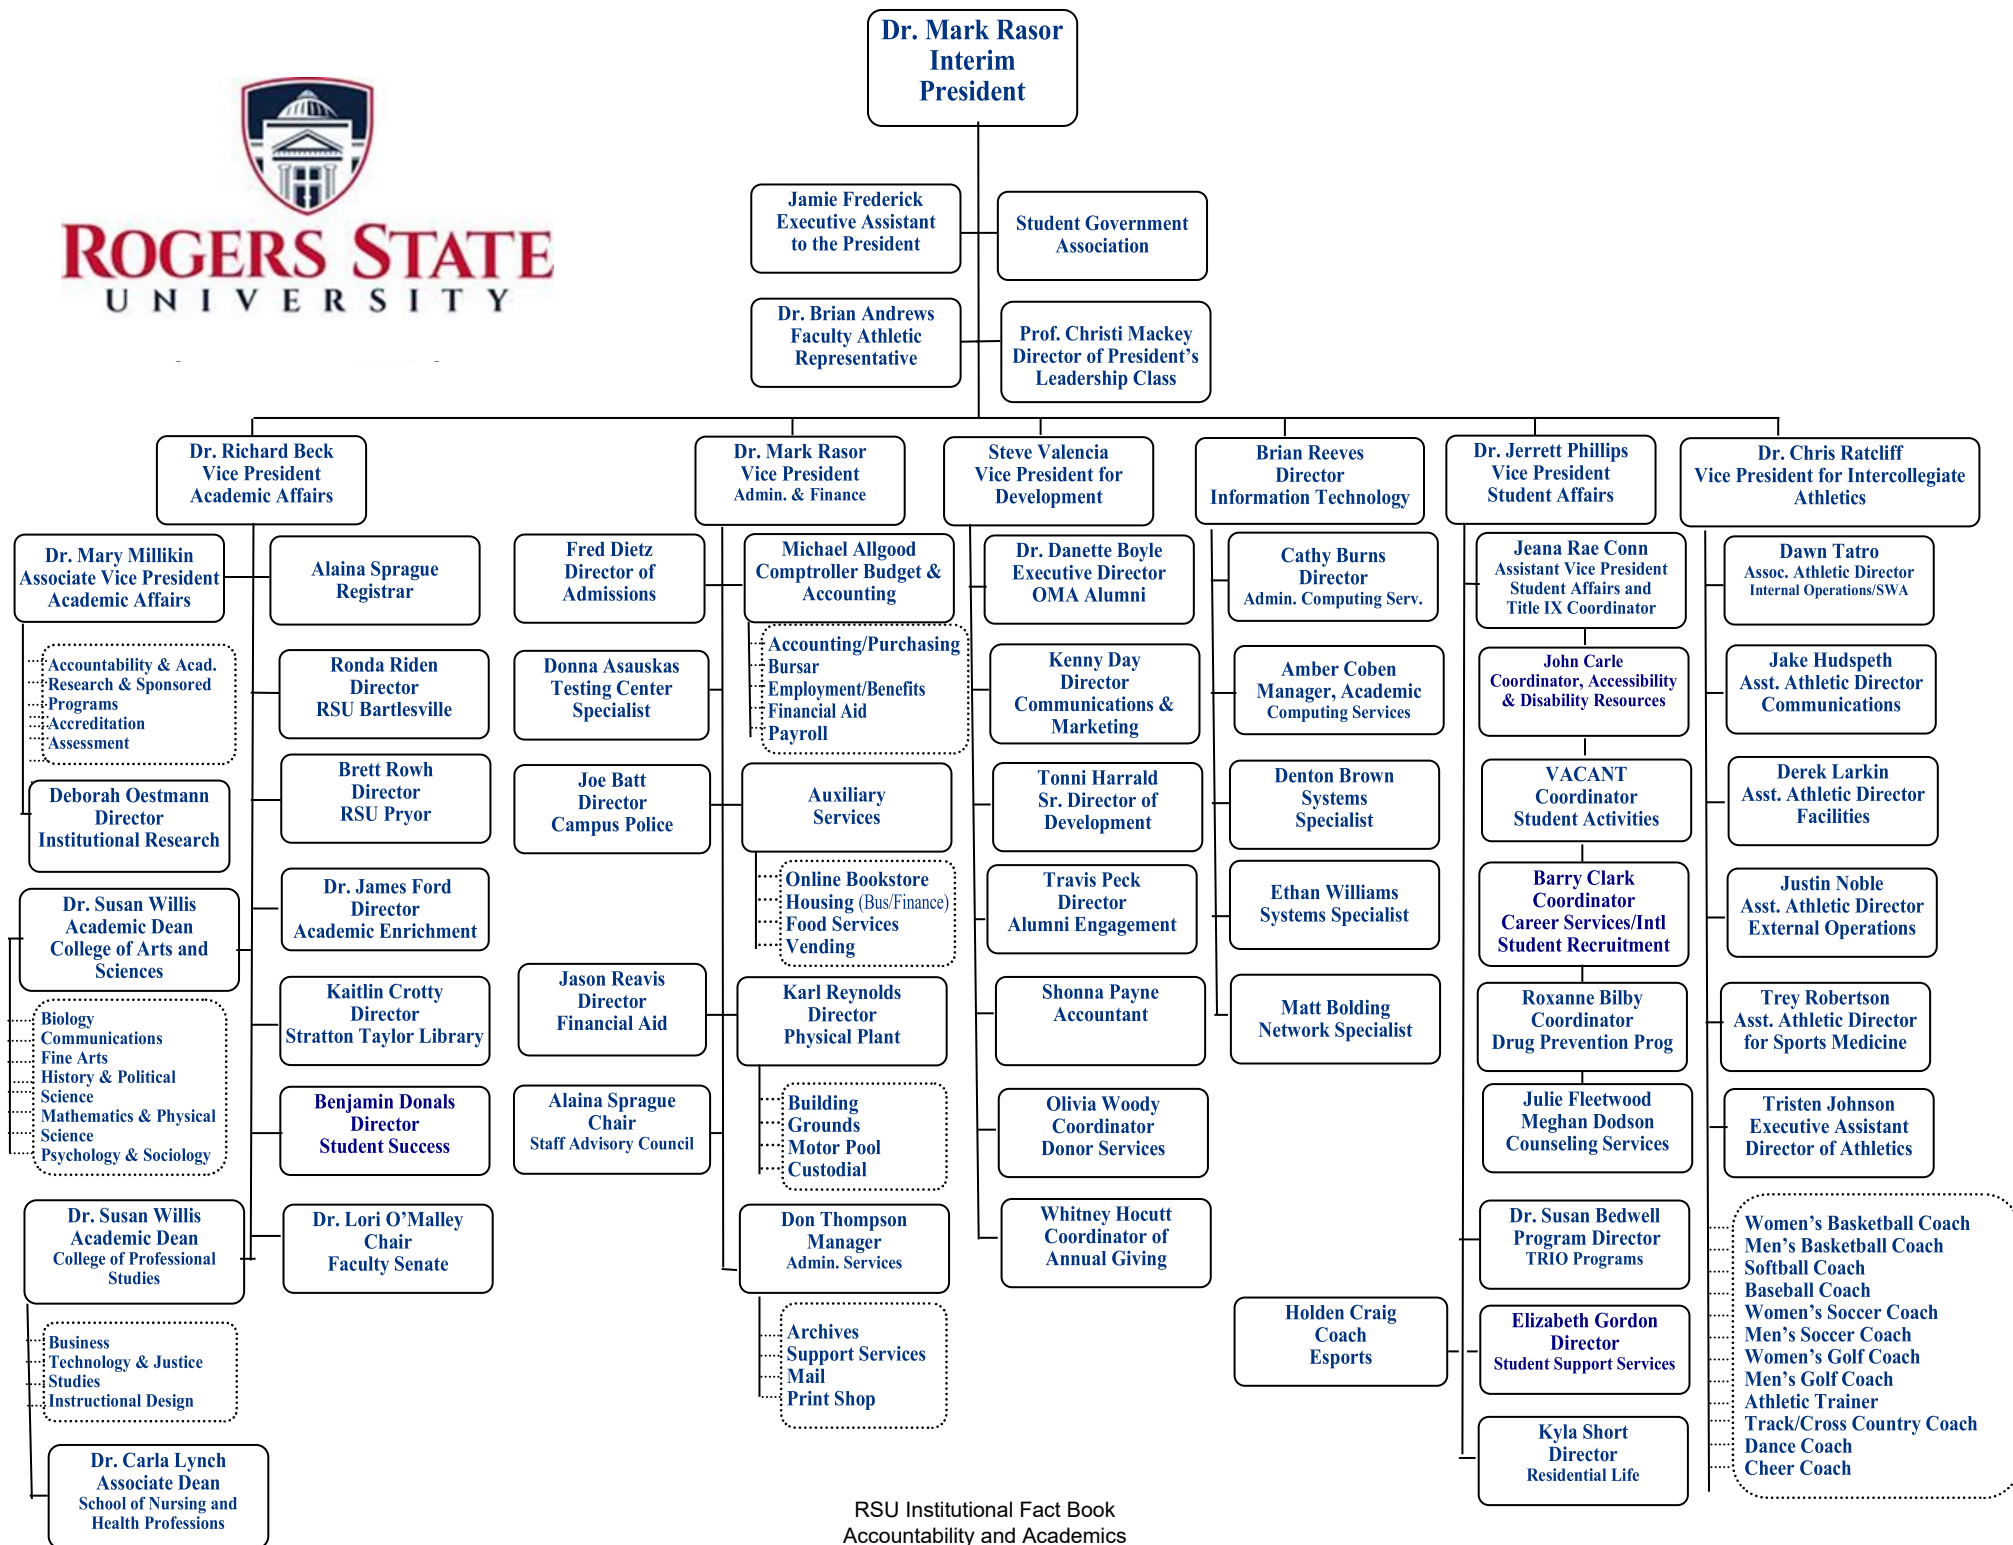 Dr. Mark Rasor
Interim
President
ROGERS STATE
UNIVERSITY
Jamie Frederick
Executive Assistant
to the President
Student Government
Association
Dr. Brian Andrews
Faculty Athletic
Representative
Prof. Christi Mackey
Director of President’s
Leadership Class
Dr. Richard Beck
Vice President
Academic Affairs
Dr. Mary Millikin
Associate Vice President
Academic Affairs
Accountability & Acad.
Research & Sponsored
Programs
Accreditation
Assessment
Deborah Oestmann
Director
Institutional Research
Dr. Susan Willis
Academic Dean
College of Arts and
Sciences
Biology
Communications
Fine Arts
History & Political
Science
Mathematics & Physical
Science
Psychology & Sociology
Dr. Susan Willis
Academic Dean
College of Professional
Studies
Business
Technology & Justice
Studies
Instructional Design
Dr. Carla Lynch
Associate Dean
School of Nursing and
Health Professions
Alaina Sprague
Registrar
Ronda Riden
Director
RSU Bartlesville
Brett Rowh
Director
RSU Pryor
Dr. James Ford
Director
Academic Enrichment
Kaitlin Crotty
Director
Stratton Taylor Library
Benjamin Donals
Director
Student Success
Dr. Lori O’Malley
Chair
Faculty Senate
Dr. Mark Rasor
Vice President
Admin. & Finance
Fred Dietz
Director of
Admissions
Donna Asauskas
Testing Center
Specialist
Joe Batt
Director
Campus Police
Jason Reavis
Director
Financial Aid
Alaina Sprague
Chair
Staff Advisory Council
Michael Allgood
Comptroller Budget &
Accounting
Accounting/Purchasing
Bursar
Employment/Benefits
Financial Aid
Payroll
Auxiliary
Services
Online Bookstore
Housing (Bus/Finance)
Food Services
Vending
Karl Reynolds
Director
Physical Plant
Building
Grounds
Motor Pool
Custodial
Don Thompson
Manager
Admin. Services
Archives
Support Services
Mail
Print Shop
Steve Valencia
Vice President for
Development
Dr. Danette Boyle
Executive Director
OMA Alumni
Kenny Day
Director
Communications &
Marketing
Tonni Harrald
Sr. Director of
Development
Travis Peck
Director
Alumni Engagement
Shonna Payne
Accountant
Olivia Woody
Coordinator
Donor Services
Whitney Hocutt
Coordinator of
Annual Giving
Brian Reeves
Director
Information Technology
Cathy Burns
Director
Admin. Computing Serv.
Amber Coben
Manager, Academic
Computing Services
Denton Brown
Systems
Specialist
Ethan Williams
Systems Specialist
Matt Bolding
Network Specialist
Dr. Jerrett Phillips
Vice President
Student Affairs
Jeana Rae Conn
Assistant Vice President
Student Affairs and
Title IX Coordinator
John Carle
Coordinator, Accessibility
& Disability Resources
VACANT
Coordinator
Student Activities
Barry Clark
Coordinator
Career Services/Intl
Student Recruitment
Roxanne Bilby
Coordinator
Drug Prevention Prog
Julie Fleetwood
Meghan Dodson
Counseling Services
Dr. Susan Bedwell
Program Director
TRIO Programs
Holden Craig
Coach
Esports
Elizabeth Gordon
Director
Student Support Services
Kyla Short
Director
Residential Life
Dr. Chris Ratcliff
Vice President for Intercollegiate
Athletics
Dawn Tatro
Assoc. Athletic Director
Internal Operations/SWA
Jake Hudspeth
Asst. Athletic Director
Communications
Derek Larkin
Asst. Athletic Director
Facilities
Justin Noble
Asst. Athletic Director
External Operations
Trey Robertson
Asst. Athletic Director
for Sports Medicine
Tristen Johnson
Executive Assistant
Director of Athletics
Women’s Basketball Coach
Men’s Basketball Coach
Softball Coach
Baseball Coach
Women’s Soccer Coach
Men’s Soccer Coach
Women’s Golf Coach
Men’s Golf Coach
Athletic Trainer
Track/Cross Country Coach
Dance Coach
Cheer Coach
RSU Institutional Fact Book
Accountability and Academics